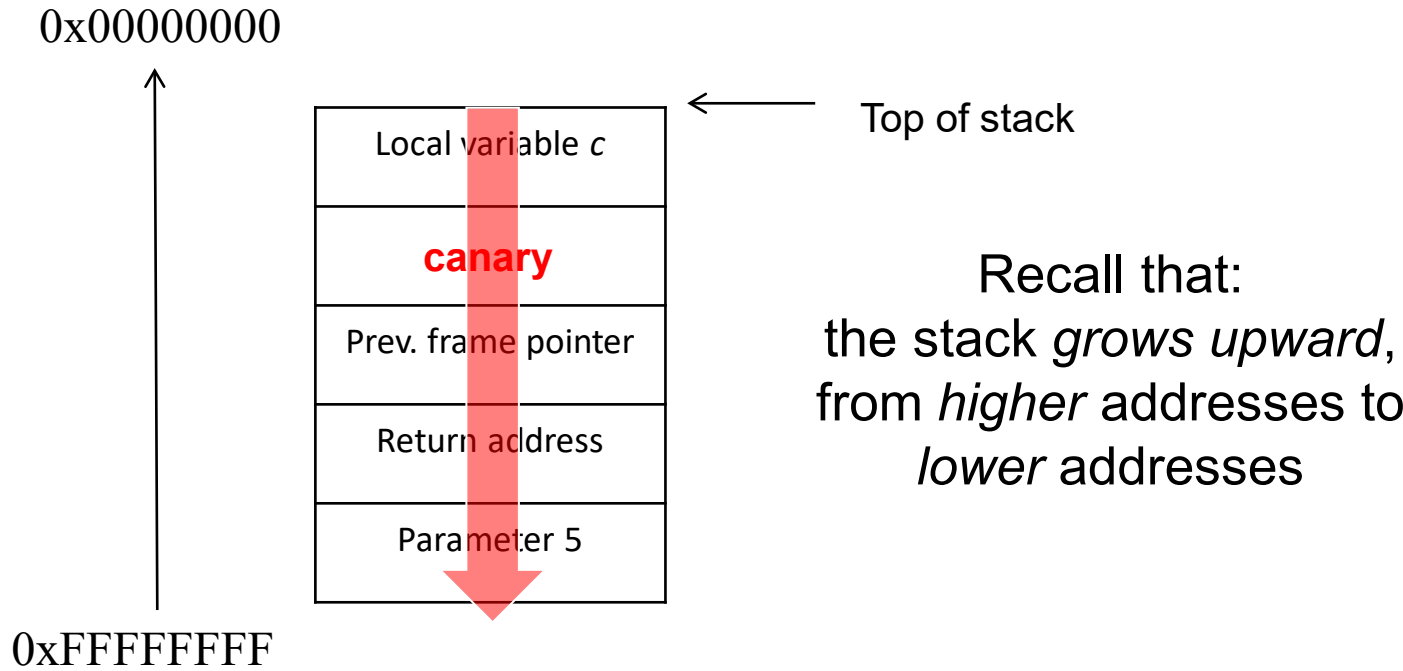 0x00000000
Top of stack
Local variable c
canary
Prev. frame pointer
Return address
Parameter 5
0xFFFFFFFF
Recall that:
the stack grows upward,
from higher addresses to
lower addresses